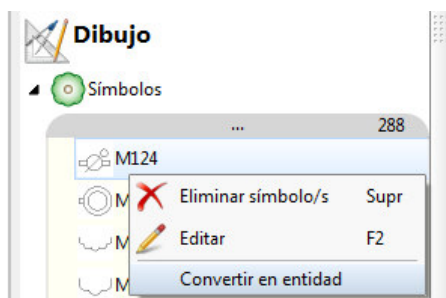 Dibujo
Símbolos
... 288
M124
M
Eliminar símbolo/s Supr
M
Editar F2
M
Convertir en entidad